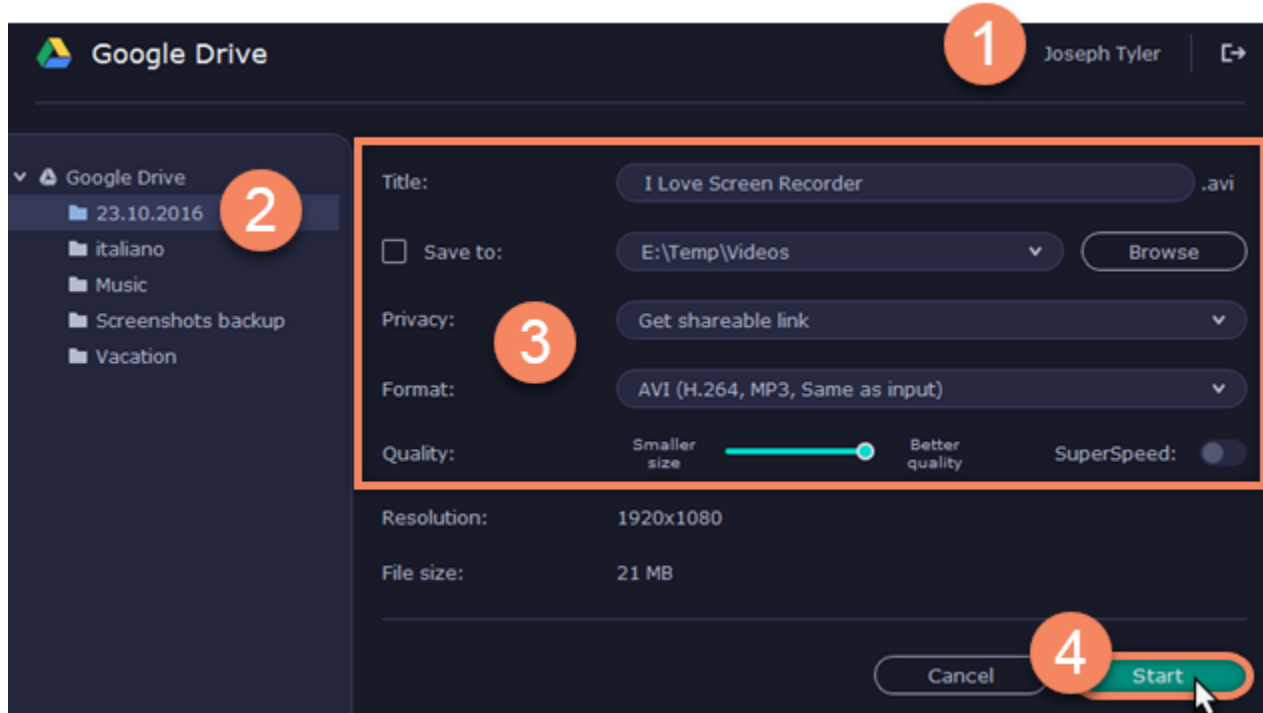 Google Drive
1
Joseph Tyler
Google Drive
23.10.2016
2
italiano
Music
Screenshots backup
Vacation
Title:
I Love Screen Recorder
.avi
Save to:
E:\Temp\Videos
Browse
Privacy:
3
Get shareable link
Format:
AVI (H.264, MP3, Same as input)
Quality:
Smaller
size
Better
quality
SuperSpeed:
Resolution:
1920x1080
File size:
21 MB
Cancel
4
Start